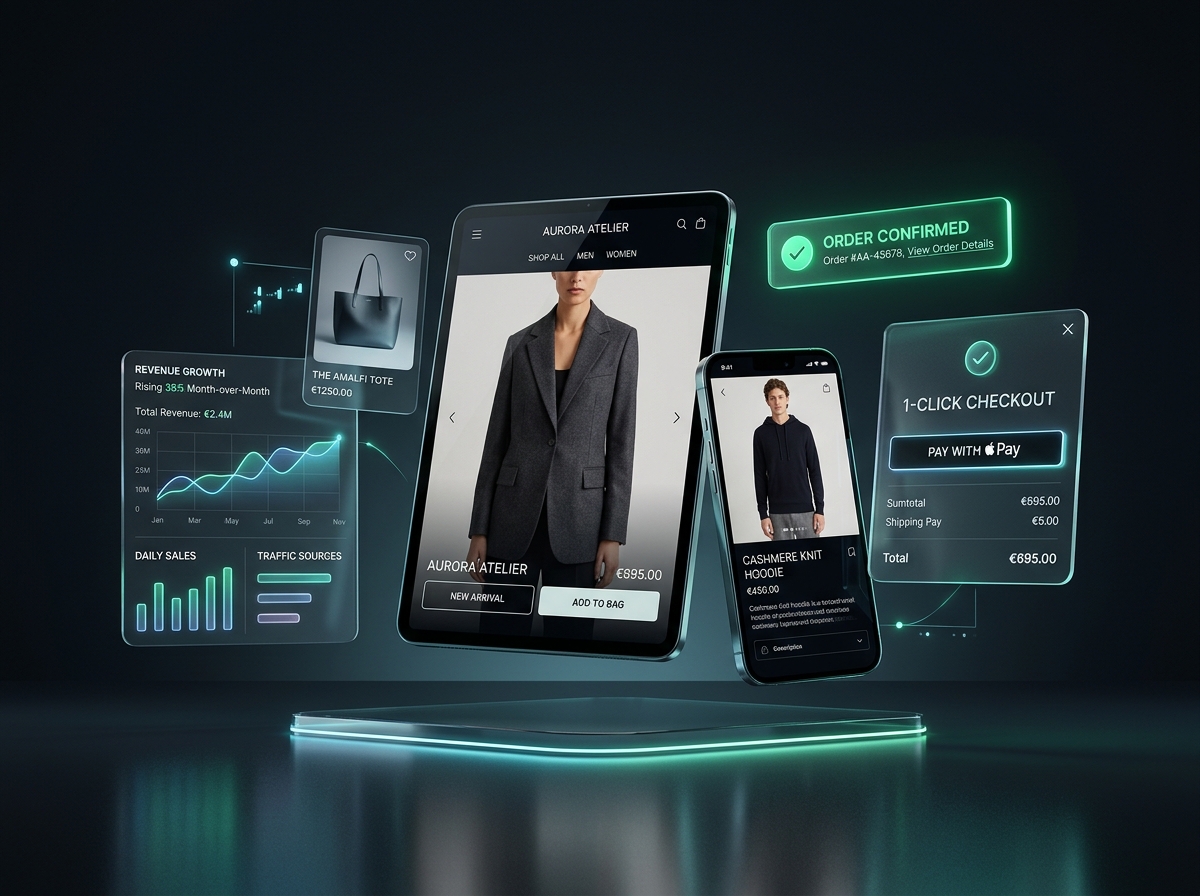 REVENUE GROWTH
Rising 38% Month-over-Month
Total Revenue: €2.4M
40M
36M
25M
10M
0
Jan Mar May Jul Sep Nov
DAILY SALES
TRAFFIC SOURCES
THE AMALFI TOTE
€1250.00
AURORA ATELIER
SHOP ALL MEN WOMEN
AURORA ATELIER
€895.00
NEW ARRIVAL
ADD TO BAG
9:41
CASHMERE KNIT
HGODIE
€450.00
ORDER CONFIRMED
Order #AA-45678, View Order Details
1-CLICK CHECKOUT
PAY WITH Pay
Sumtotal €695.00
Shipping Pay €5.00
Total €695.00